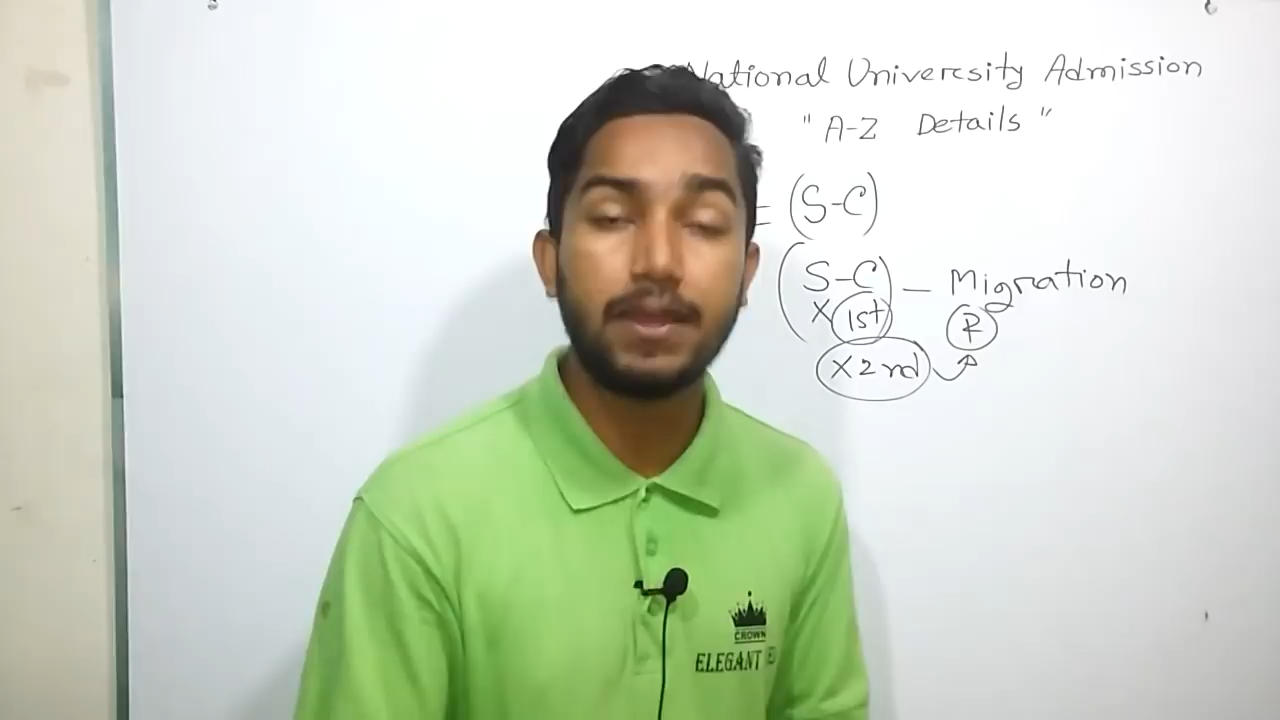 National University Admission
"A-Z Details"
= (S-C)
(S-C) – Migration
X 1st R
X 2nd
CROWN
ELEGANT